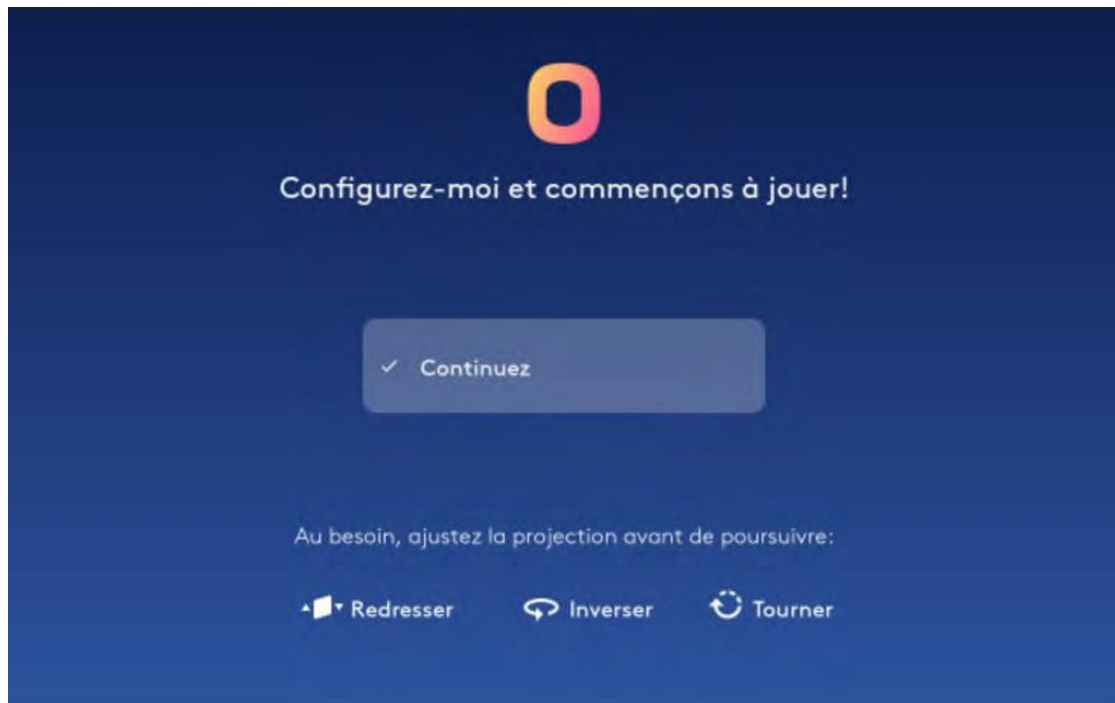 Configurez-moi et commençons à jouer!
Continuez
Au besoin, ajustez la projection avant de poursuivre:
Redresser Inverser Tourner